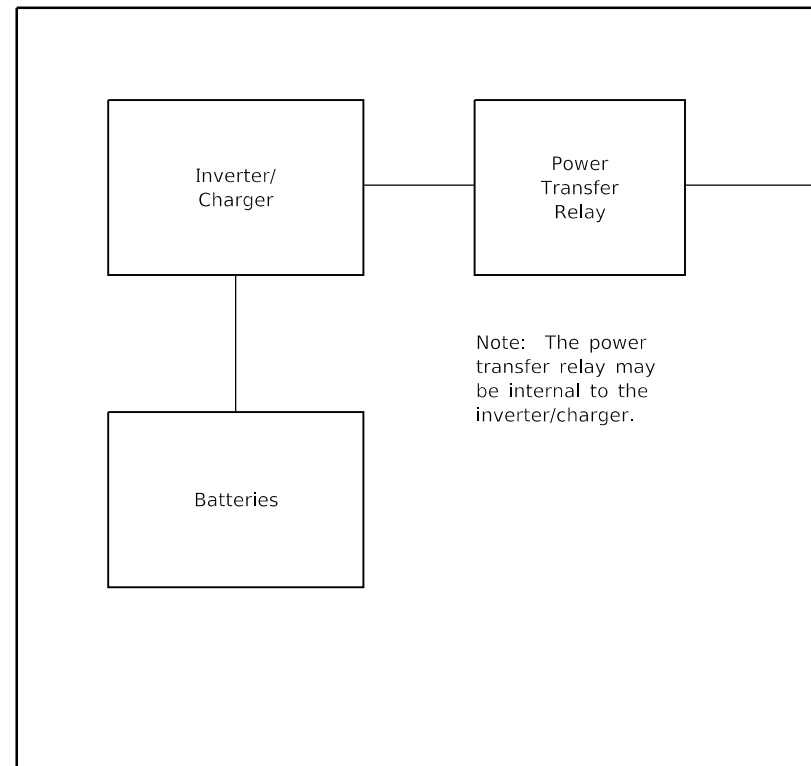 Inverter/
Charger
Power
Transfer
Relay
Note: The power
transfer relay may
be internal to the
inverter/charger.
Batteries